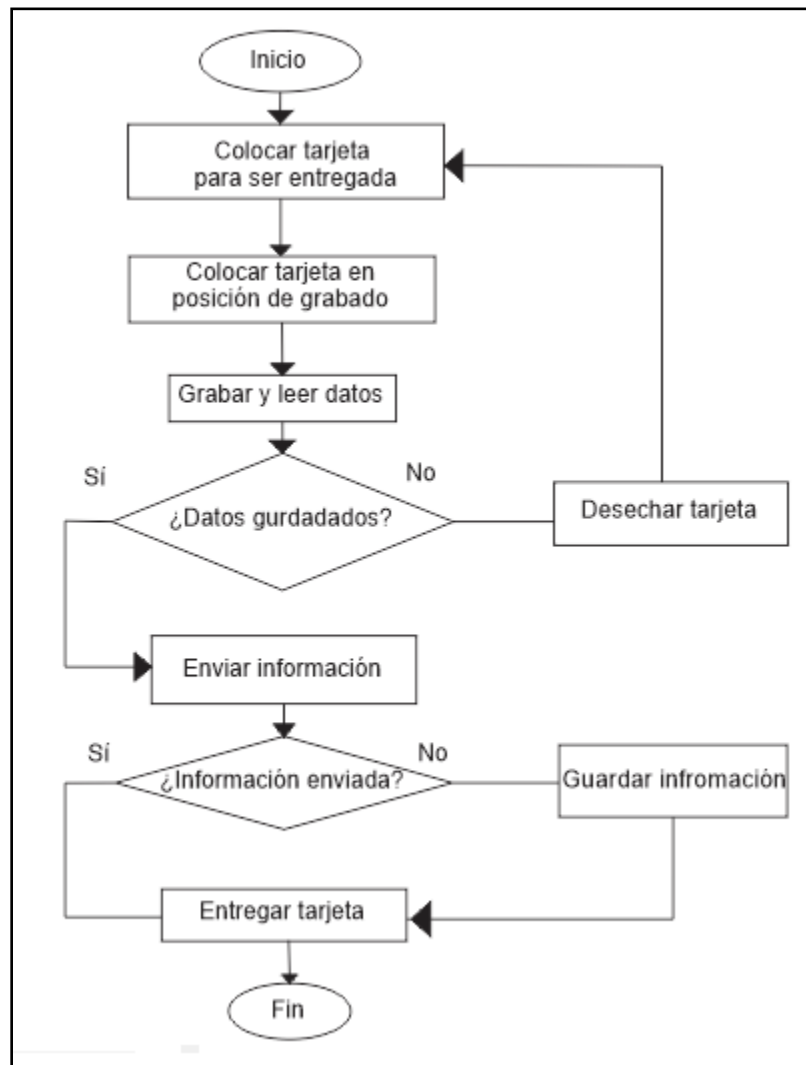 Inicio
Colocar tarjeta
para ser entregada
Colocar tarjeta en
posición de grabado
Grabar y leer datos
Sí
No
¿Datos gurdadados?
Desechar tarjeta
Enviar información
Sí
No
¿Información enviada?
Guardar infromación
Entregar tarjeta
Fin